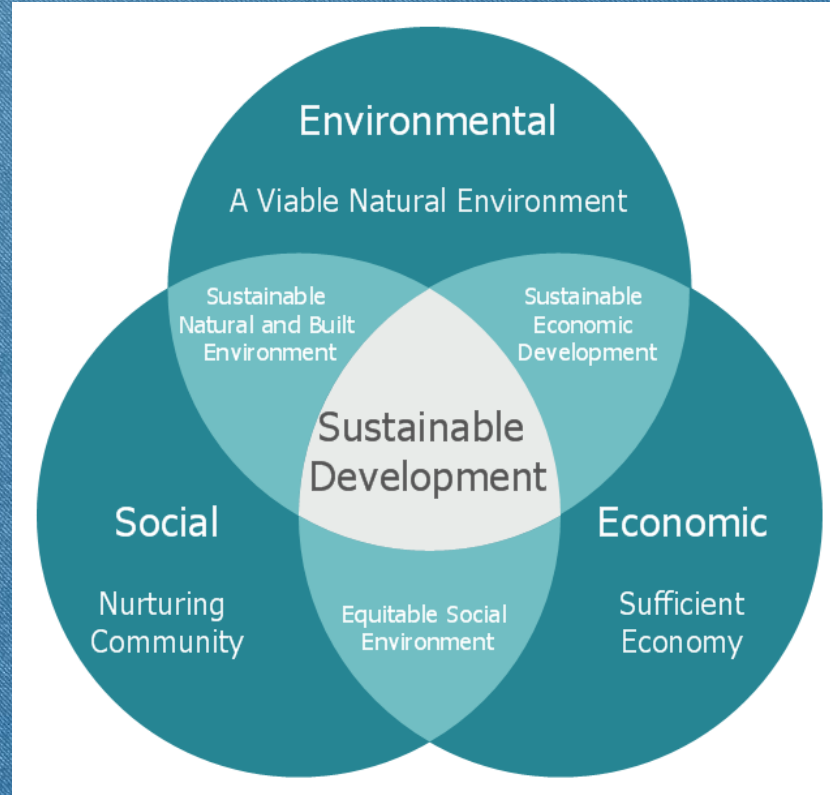 Environmental
A Viable Natural Environment
Sustainable
Natural and Built
Environment
Sustainable
Economic
Development
Sustainable
Development
Social
Nurturing
Community
Economic
Sufficient
Economy
Equitable Social
Environment